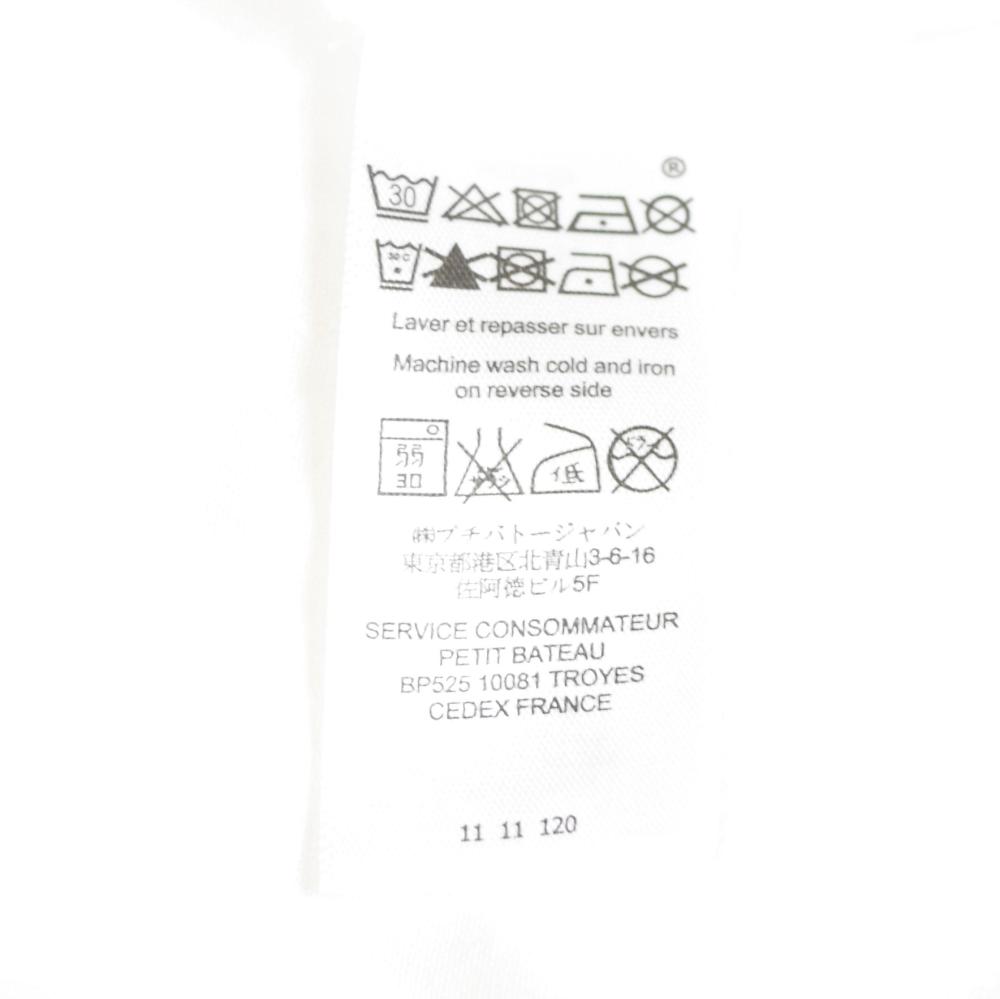 ®
30
30 C
Laver et repasser sur envers
Machine wash cold and iron
on reverse side
弱
30
低
㈱プチバトージャパン
東京都港区北青山3-6-16
佐阿徳ビル5F
SERVICE CONSOMMATEUR
PETIT BATEAU
BP525 10081 TROYES
CEDEX FRANCE
11 11 120